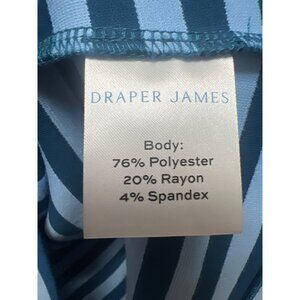 DRAPER JAMES
Body:
76% Polyester
20% Rayon
4% Spandex